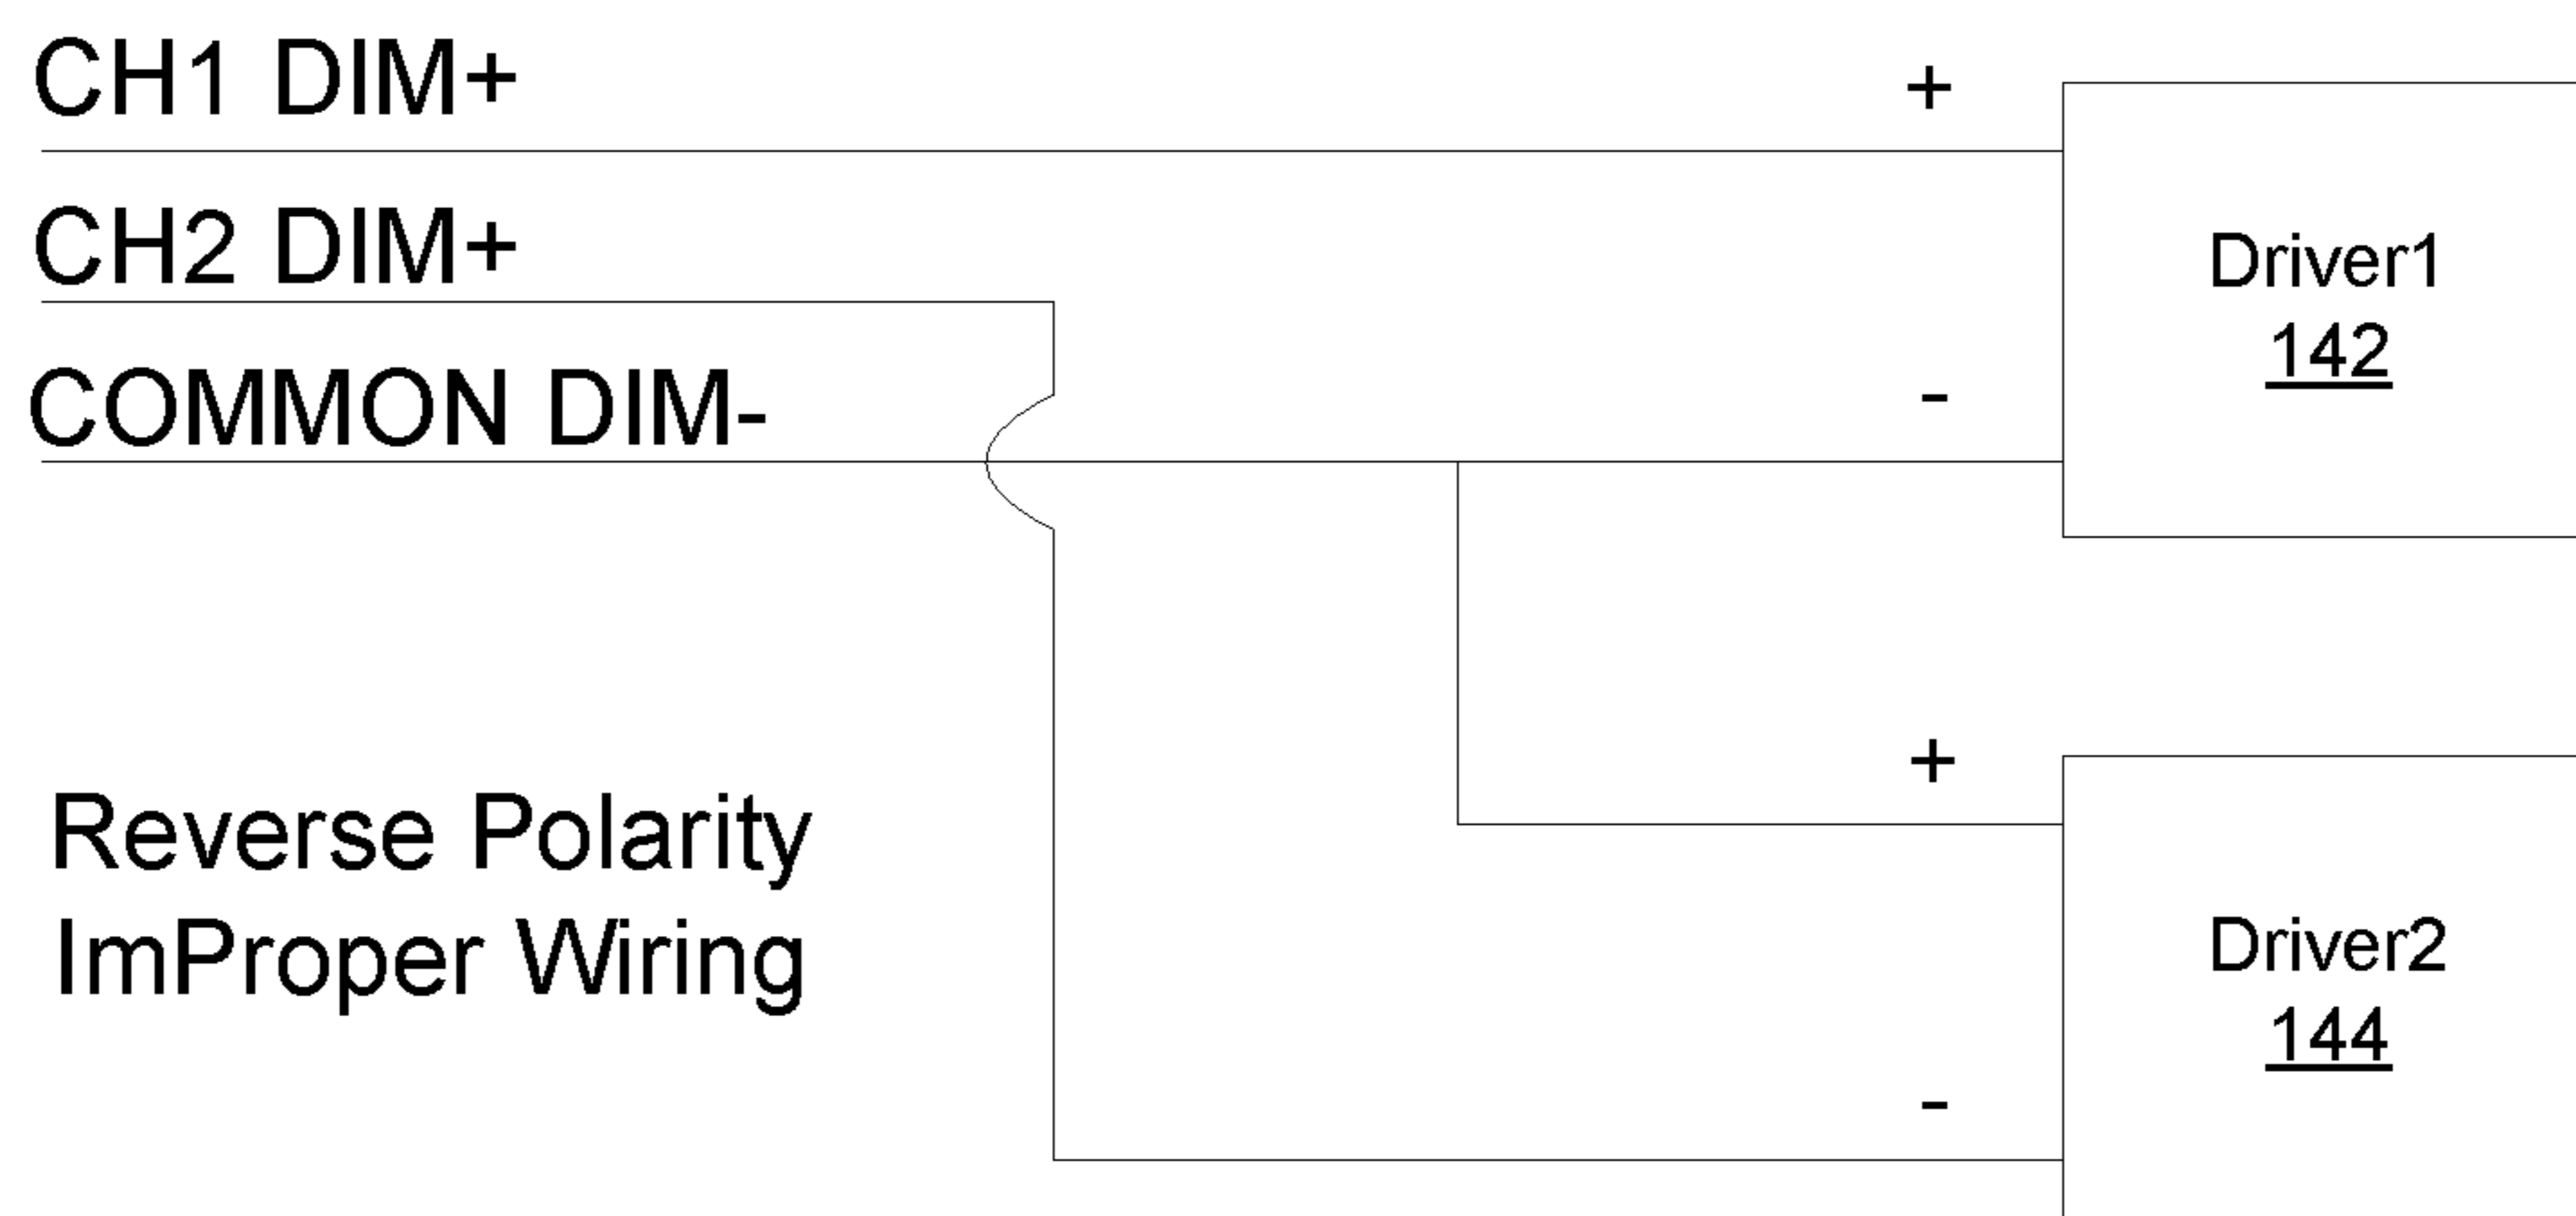 CH1 DIM+
+
CH2 DIM+
Driver1
142
COMMON DIM-
-
+
Reverse Polarity
ImProper Wiring
Driver2
144
-